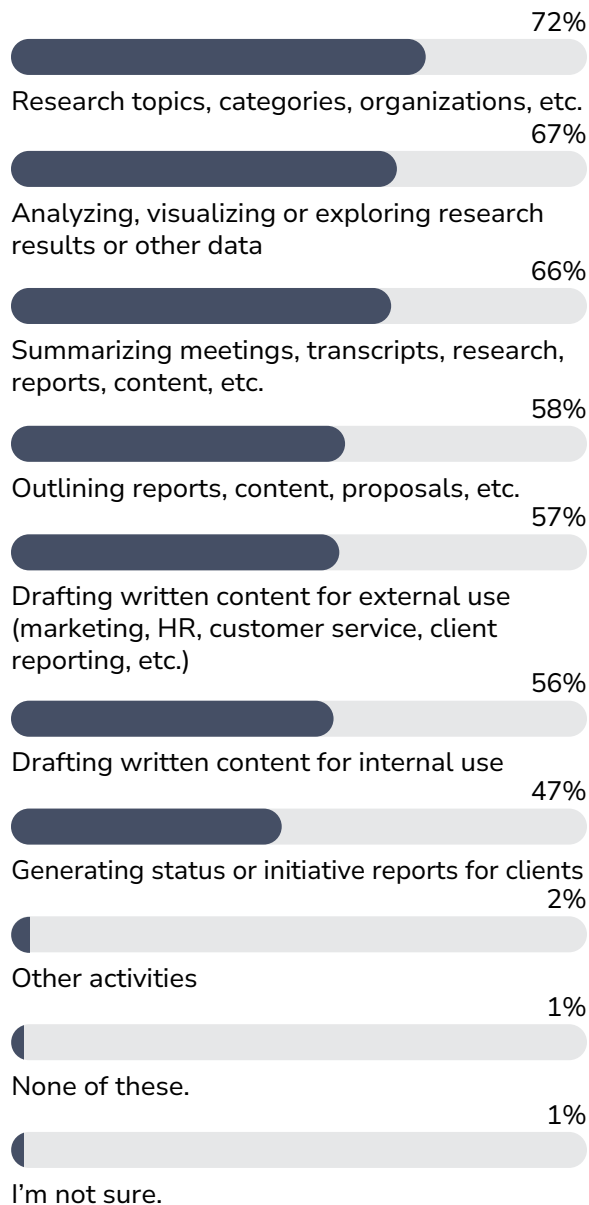 72%
Research topics, categories, organizations, etc.
67%
Analyzing, visualizing or exploring research
results or other data
66%
Summarizing meetings, transcripts, research,
reports, content, etc.
58%
Outlining reports, content, proposals, etc.
57%
Drafting written content for external use
(marketing, HR, customer service, client
reporting, etc.)
56%
Drafting written content for internal use
47%
Generating status or initiative reports for clients
2%
Other activities
1%
None of these.
1%
I’m not sure.